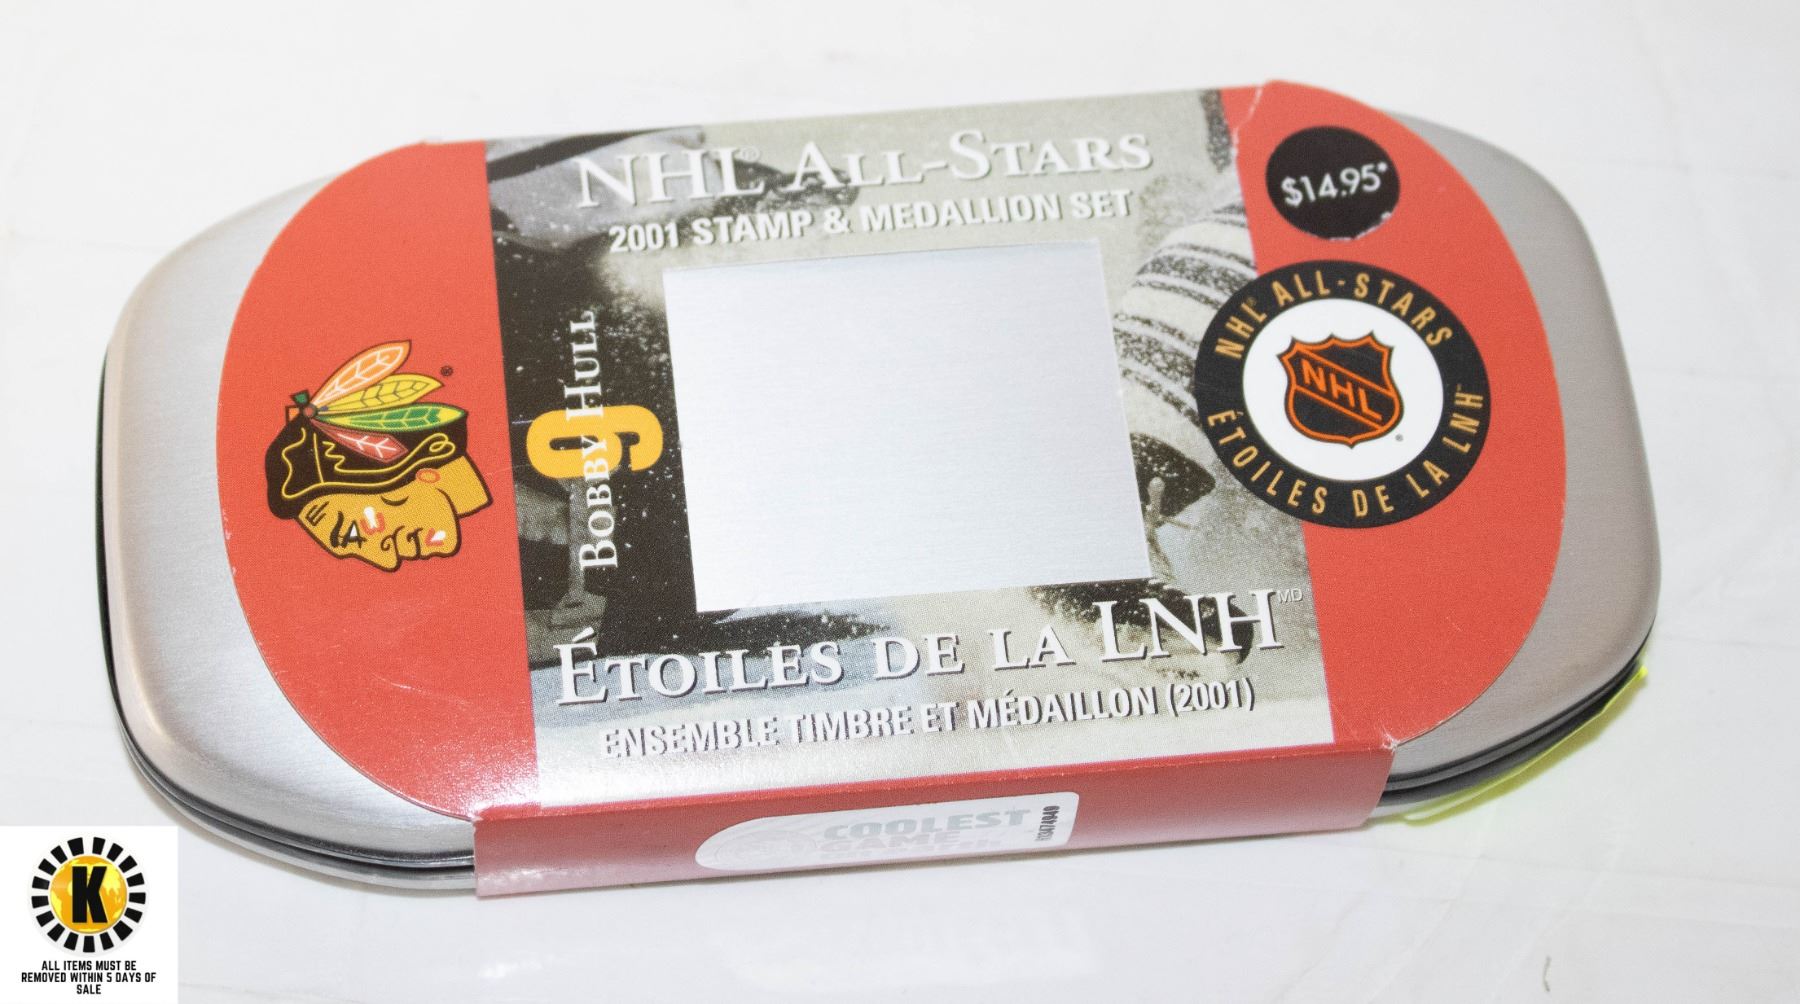 NHL® ALL-STARS
2001 STAMP & MEDALLION SET
$14.95*
NHL® ALL-STARS
NHL
ÉTOILES DE LA LNH
9
BOBBY HULL
ÉTOILES DE LA LNH MD
ENSEMBLE TIMBRE ET MÉDAILLON (2001)
COOLEST
GAME
K
ALL ITEMS MUST BE
REMOVED WITHIN 5 DAYS OF
SALE